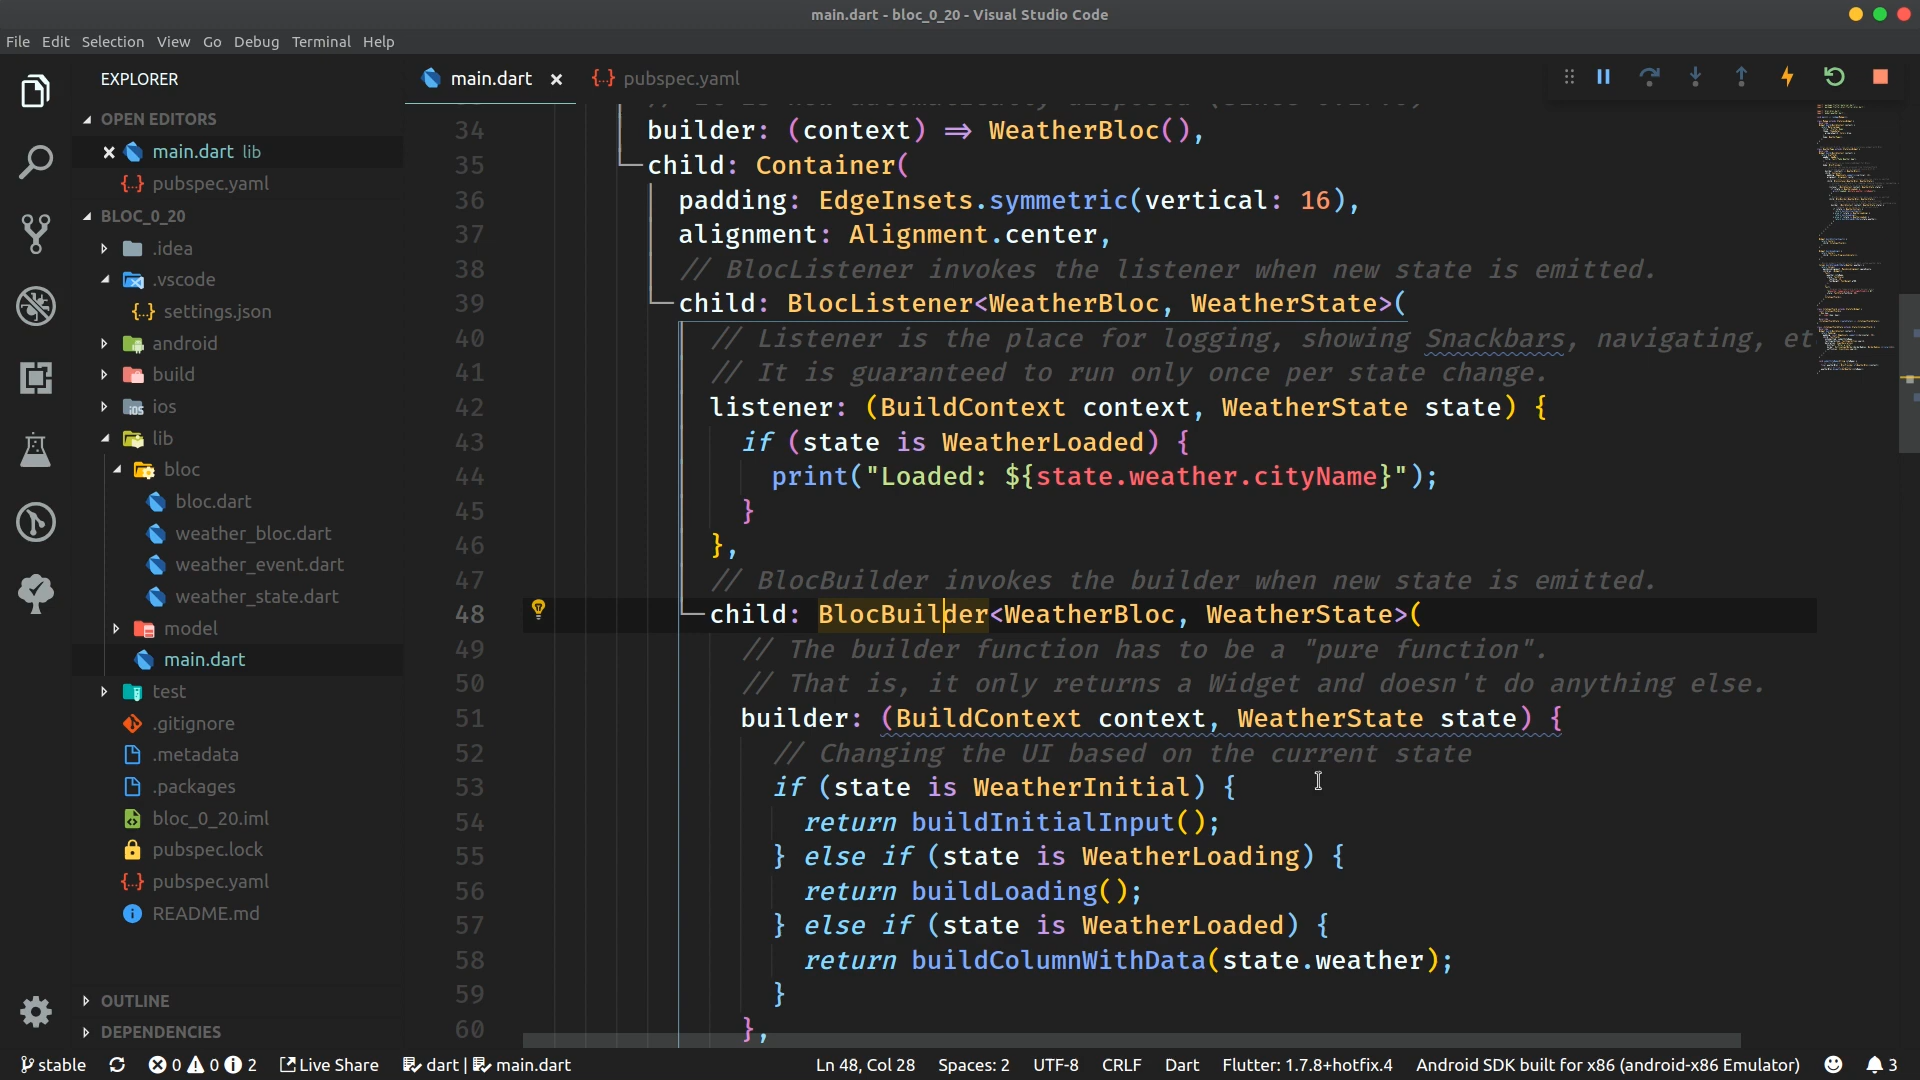 main.dart - bloc_0_20 - Visual Studio Code
File Edit Selection View Go Debug Terminal Help
EXPLORER
main.dart
{..} pubspec.yaml
OPEN EDITORS
main.dart lib
{..} pubspec.yaml
BLOC_0_20
.idea
.vscode
{..} settings.json
android
build
ios
lib
bloc
bloc.dart
weather_bloc.dart
weather_event.dart
weather_state.dart
model
main.dart
test
.gitignore
.metadata
.packages
bloc_0_20.iml
pubspec.lock
{..} pubspec.yaml
README.md
OUTLINE
DEPENDENCIES
34 builder: (context) => WeatherBloc(),
35 child: Container(
36 padding: EdgeInsets.symmetric(vertical: 16),
37 alignment: Alignment.center,
38 // BlocListener invokes the listener when new state is emitted.
39 child: BlocListener<WeatherBloc, WeatherState>(
40 // Listener is the place for logging, showing Snackbars, navigating, et
41 // It is guaranteed to run only once per state change.
42 listener: (BuildContext context, WeatherState state) {
43 if (state is WeatherLoaded) {
44 print("Loaded: ${state.weather.cityName}");
45 }
46 },
47 // BlocBuilder invokes the builder when new state is emitted.
48 child: BlocBuilder<WeatherBloc, WeatherState>(
49 // The builder function has to be a "pure function".
50 // That is, it only returns a Widget and doesn't do anything else.
51 builder: (BuildContext context, WeatherState state) {
52 // Changing the UI based on the current state
53 if (state is WeatherInitial) {
54 return buildInitialInput();
55 } else if (state is WeatherLoading) {
56 return buildLoading();
57 } else if (state is WeatherLoaded) {
58 return buildColumnWithData(state.weather);
59 }
60 },
stable 0 0 2 Live Share dart | main.dart Ln 48, Col 28 Spaces: 2 UTF-8 CRLF Dart Flutter: 1.7.8+hotfix.4 Android SDK built for x86 (android-x86 Emulator) 3